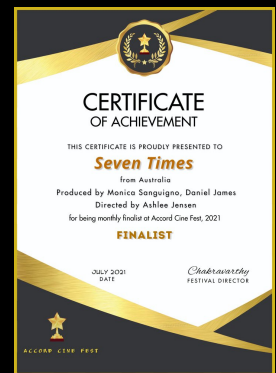 CERTIFICATE
OF ACHIEVEMENT
THIS CERTIFICATE IS PROUDLY PRESENTED TO
Seven Times
from Australia
Produced by Monica Sanguigno, Daniel James
Directed by Ashlee Jensen
for being monthly finalist at Accord Cine Fest, 2021
FINALIST
JULY 2021
DATE
Chakravarthy
FESTIVAL DIRECTOR
ACCORD CINE FEST